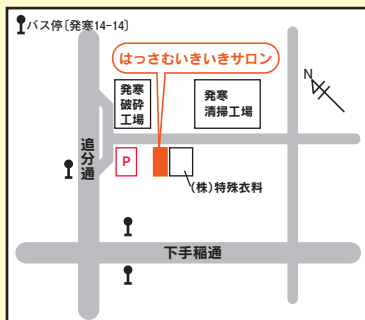 バス停〔発寒14-14〕
はっさむいきいきサロン
発寒
破砕
工場
発寒
清掃工場
N
追分通
P
(株)特殊衣料
下手稲通